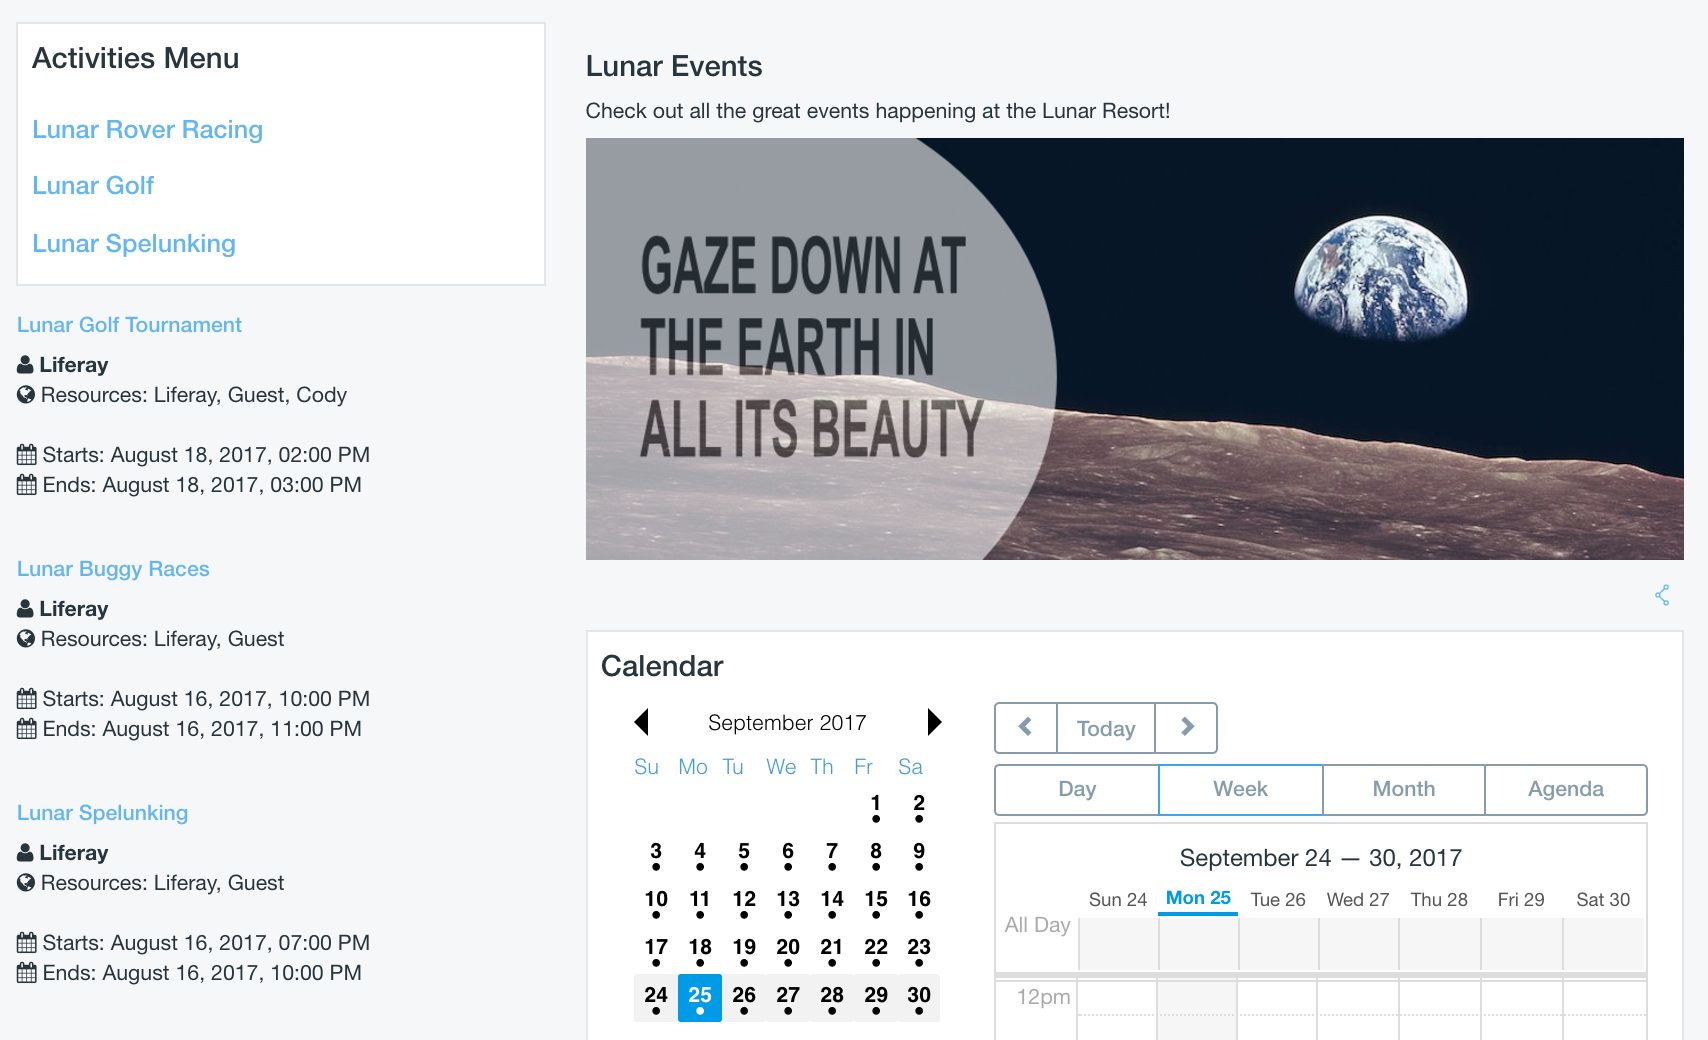 Activities Menu
Lunar Rover Racing
Lunar Golf
Lunar Spelunking
Lunar Golf Tournament
Liferay
Resources: Liferay, Guest, Cody
Starts: August 18, 2017, 02:00 PM
Ends: August 18, 2017, 03:00 PM
Lunar Buggy Races
Liferay
Resources: Liferay, Guest
Starts: August 16, 2017, 10:00 PM
Ends: August 16, 2017, 11:00 PM
Lunar Spelunking
Liferay
Resources: Liferay, Guest
Starts: August 16, 2017, 07:00 PM
Ends: August 16, 2017, 10:00 PM
Lunar Events
Check out all the great events happening at the Lunar Resort!
GAZE DOWN AT
THE EARTH IN
ALL ITS BEAUTY
Calendar
September 2017
Su Mo Tu We Th Fr Sa
1 2
3 4 5 6 7 8 9
10 11 12 13 14 15 16
17 18 19 20 21 22 23
24 25 26 27 28 29 30
Today
Day Week Month Agenda
September 24 — 30, 2017
Sun 24 Mon 25 Tue 26 Wed 27 Thu 28 Fri 29 Sat 30
All Day
12pm